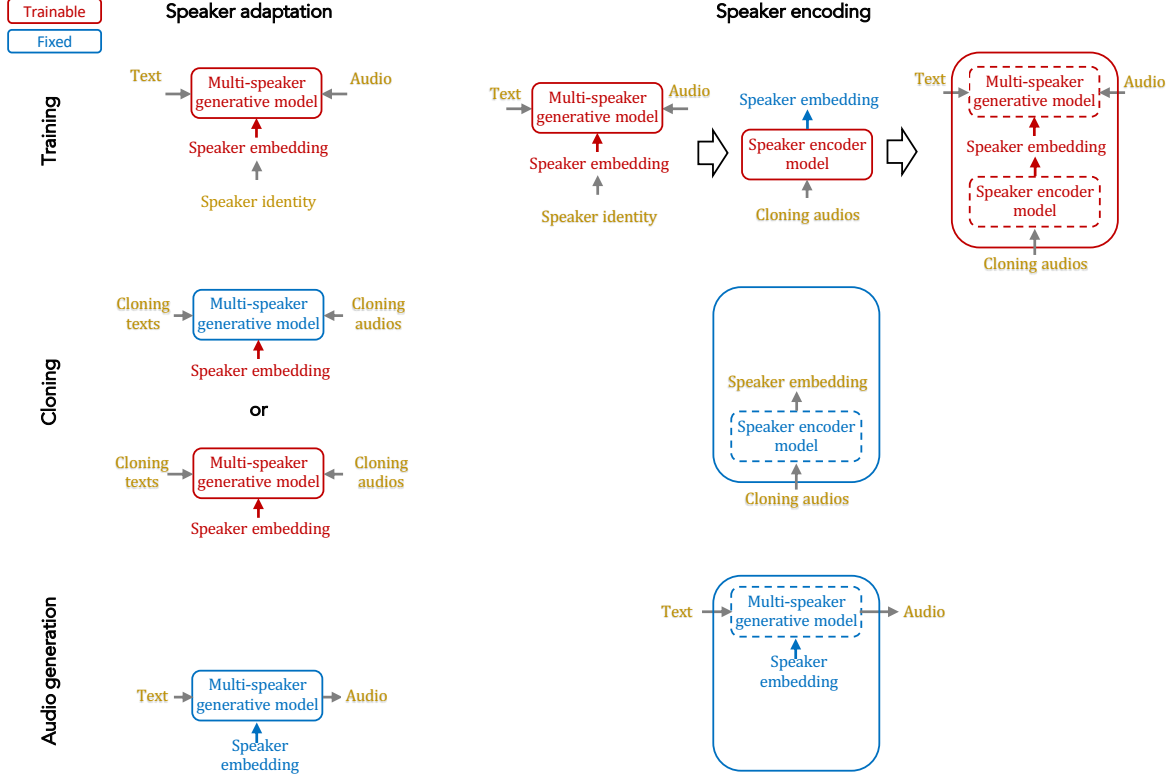 Trainable
Fixed
Speaker adaptation
Speaker encoding
Training
Text
Multi-speaker
generative model
Audio
Speaker embedding
Speaker identity
Text
Multi-speaker
generative model
Audio
Speaker embedding
Speaker identity
Speaker embedding
Speaker encoder
model
Cloning audios
Text
Multi-speaker
generative model
Audio
Speaker embedding
Speaker encoder
model
Cloning audios
Cloning
Cloning
texts
Multi-speaker
generative model
Cloning
audios
Speaker embedding
or
Cloning
texts
Multi-speaker
generative model
Cloning
audios
Speaker embedding
Speaker embedding
Speaker encoder
model
Cloning audios
Audio generation
Text
Multi-speaker
generative model
Audio
Speaker
embedding
Text
Multi-speaker
generative model
Audio
Speaker
embedding